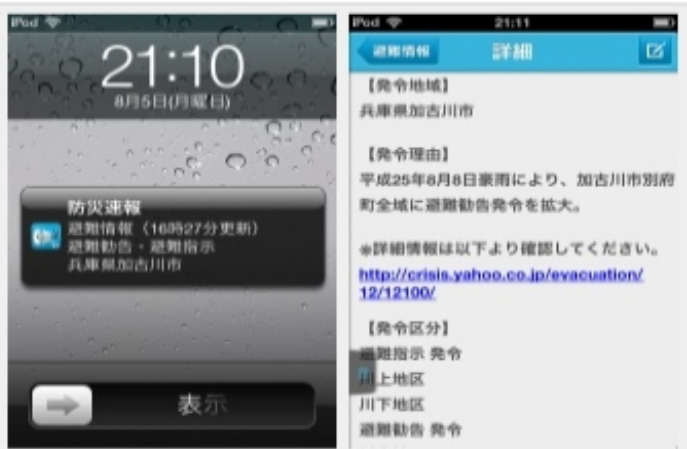 iPod
21:10
8月5日(月曜日)
防災速報
避難情報（16時27分更新）
避難勧告・避難指示
兵庫県加古川市
表示
iPod
21:11
避難情報
詳細
【発令地域】
兵庫県加古川市
【発令理由】
平成25年8月8日豪雨により、加古川市別府
町全域に避難勧告発令を拡大。
※詳細情報は以下より確認してください。
http://crisis.yahoo.co.jp/evacuation/
12/12100/
【発令区分】
避難指示 発令
川上地区
川下地区
避難勧告 発令